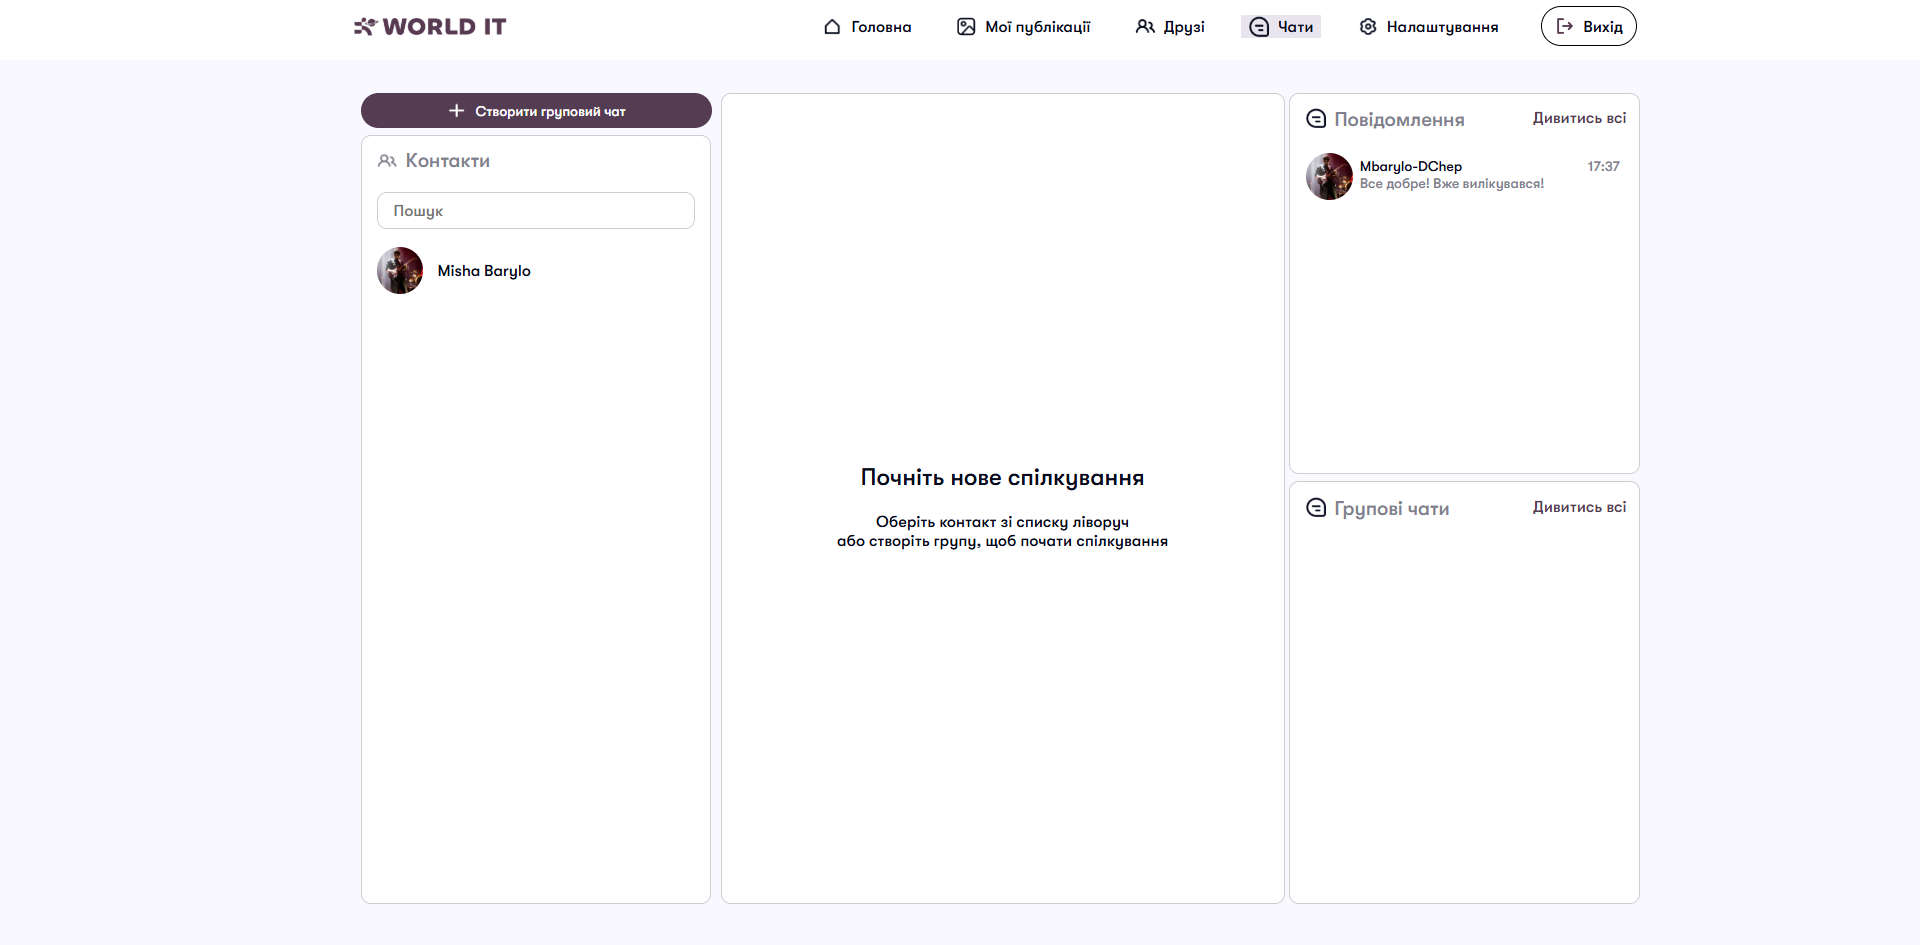 WORLD IT
Головна
Мої публікації
Друзі
Чати
Налаштування
Вихід
Створити груповий чат
Контакти
Пошук
Misha Barylo
Почніть нове спілкування
Оберіть контакт зі списку ліворуч
або створіть групу, щоб почати спілкування
Повідомлення
Дивитись всі
Mbarylo-DChep
17:37
Все добре! Вже вилікувався!
Групові чати
Дивитись всі